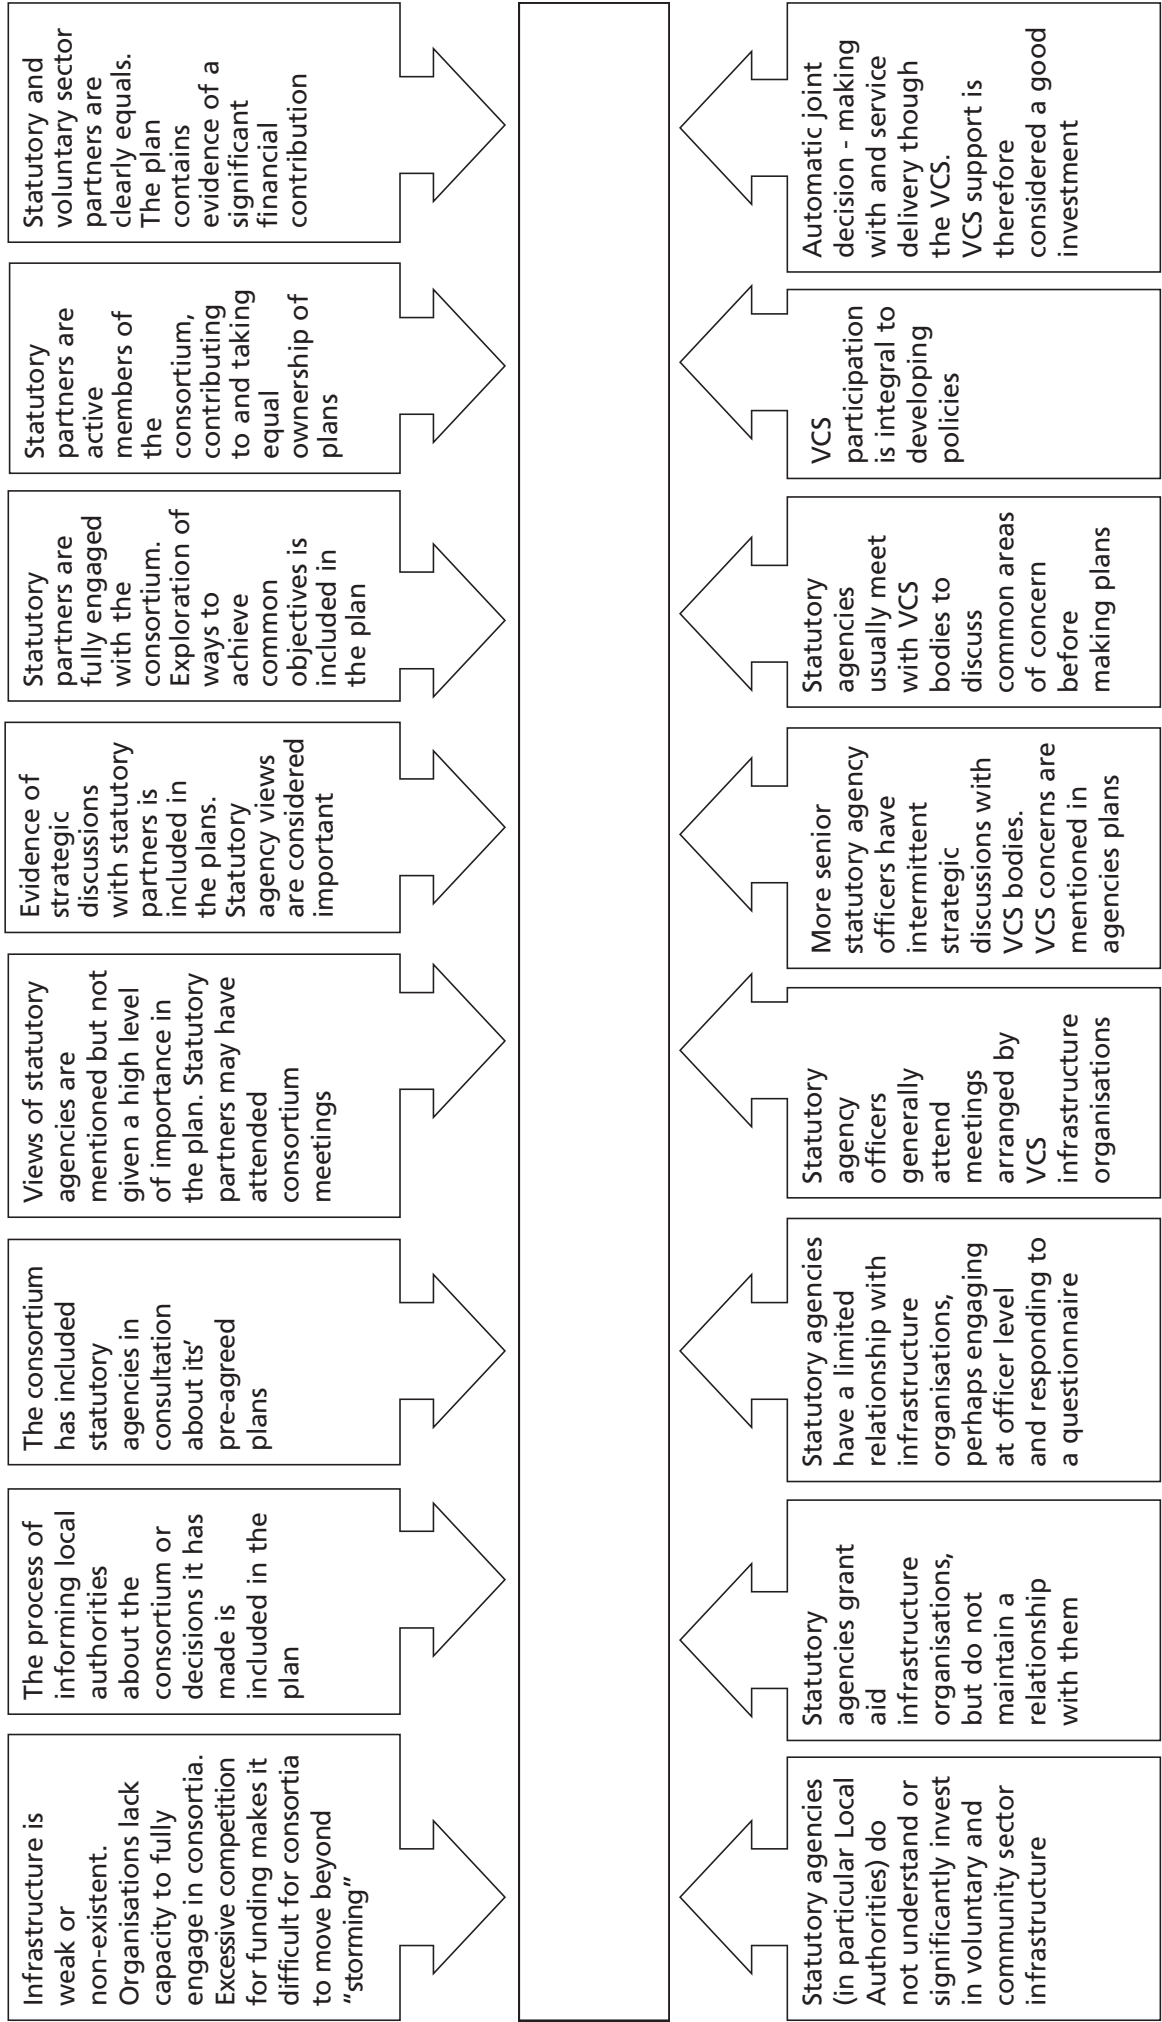 Infrastructure is
weak or
non-existent.
Organisations lack
capacity to fully
engage in consortia.
Excessive competition
for funding makes it
difficult for consortia
to move beyond
“storming”
The process of
informing local
authorities
about the
consortium or
decisions it has
made is
included in the
plan
The consortium
has included
statutory
agencies in
consultation
about its’
pre-agreed
plans
Views of statutory
agencies are
mentioned but not
given a high level
of importance in
the plan. Statutory
partners may have
attended
consortium
meetings
Evidence of
strategic
discussions
with statutory
partners is
included in
the plans.
Statutory
agency views
are considered
important
Statutory
partners are
fully engaged
with the
consortium.
Exploration of
ways to
achieve
common
objectives is
included in
the plan
Statutory
partners are
active
members of
the
consortium,
contributing
to and taking
equal
ownership of
plans
Statutory and
voluntary sector
partners are
clearly equals.
The plan
contains
evidence of a
significant
financial
contribution
Statutory agencies
(in particular Local
Authorities) do
not understand or
significantly invest
in voluntary and
community sector
infrastructure
Statutory
agencies grant
aid
infrastructure
organisations,
but do not
maintain a
relationship
with them
Statutory agencies
have a limited
relationship with
infrastructure
organisations,
perhaps engaging
at officer level
and responding to
a questionnaire
Statutory
agency
officers
generally
attend
meetings
arranged by
VCS
infrastructure
organisations
More senior
statutory agency
officers have
intermittent
strategic
discussions with
VCS bodies.
VCS concerns are
mentioned in
agencies plans
Statutory
agencies
usually meet
with VCS
bodies to
discuss
common areas
of concern
before
making plans
VCS
participation
is integral to
developing
policies
Automatic joint
decision - making
with and service
delivery though
the VCS.
VCS support is
therefore
considered a good
investment